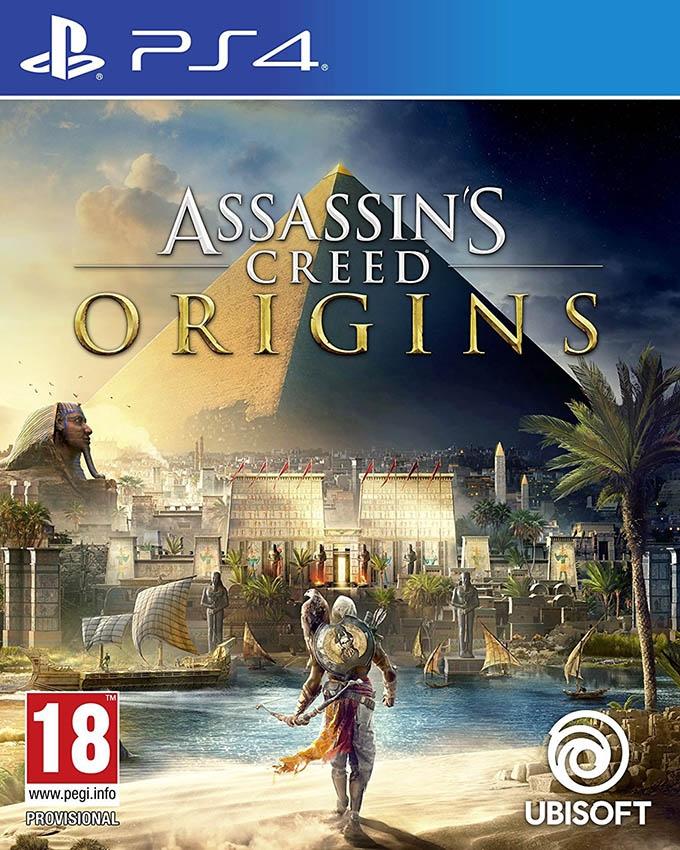 PS4
ASSASSIN'S
CREED
ORIGINS
18
www.pegi.info
PROVISIONAL
UBISOFT